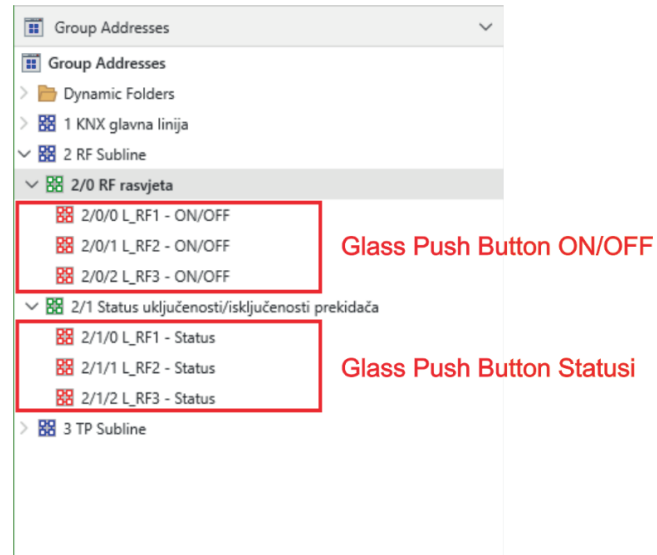 Group Addresses
Group Addresses
Dynamic Folders
1 KNX glavna linija
2 RF Subline
2/0 RF rasvjeta
2/0/0 L_RF1 - ON/OFF
2/0/1 L_RF2 - ON/OFF
2/0/2 L_RF3 - ON/OFF
Glass Push Button ON/OFF
2/1 Status uključenosti/isključenosti prekidača
2/1/0 L_RF1 - Status
2/1/1 L_RF2 - Status
2/1/2 L_RF3 - Status
Glass Push Button Statusi
3 TP Subline